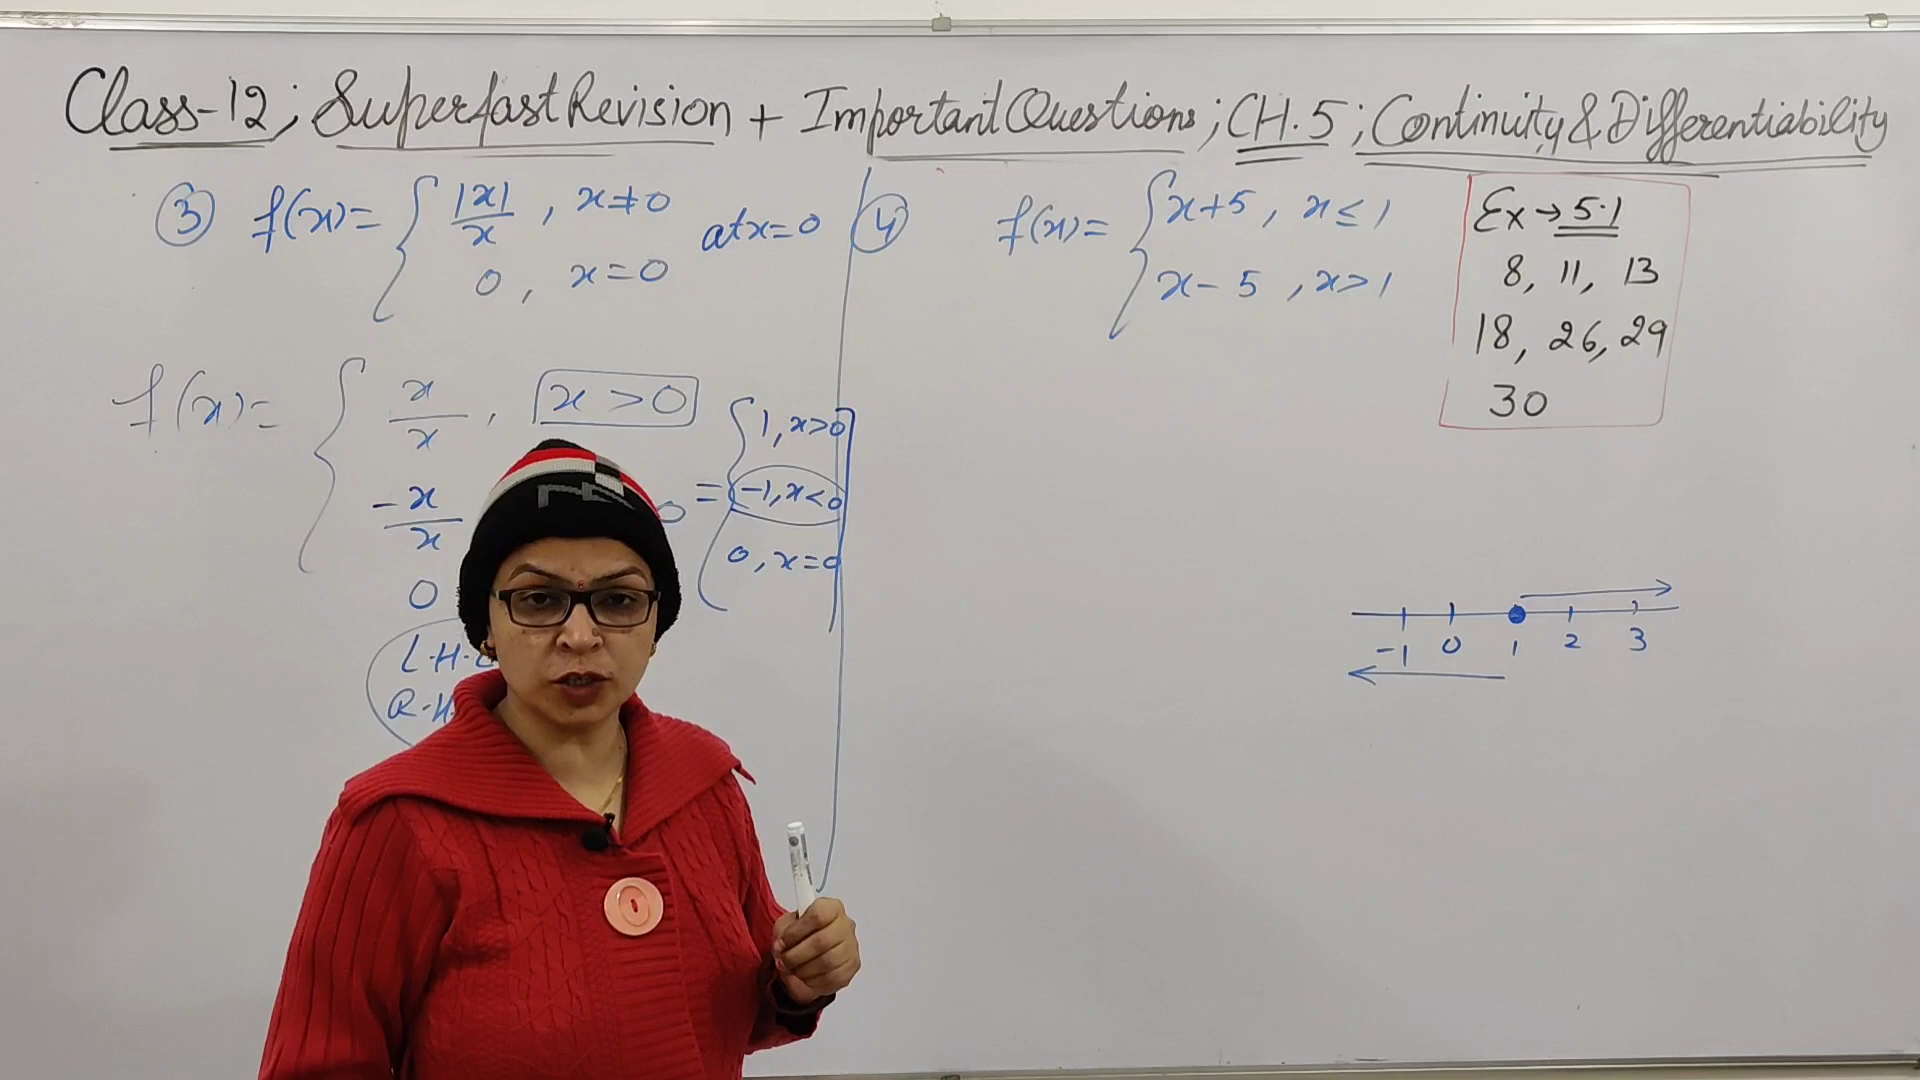 Class-12; Superfast Revision + Important Questions; CH.5; Continuity & Differentiability
③ f(x)= { |x|/x , x≠0
0 , x=0
at x=0
f(x)= { x/x , x>0
-x/x 0
0
= { 1, x>0
-1, x<0
0, x=0
L.H.
R.H
④ f(x)= { x+5 , x≤1
x-5 , x>1
Ex→5.1
8, 11, 13
18, 26, 29
30
-1 0 1 2 3